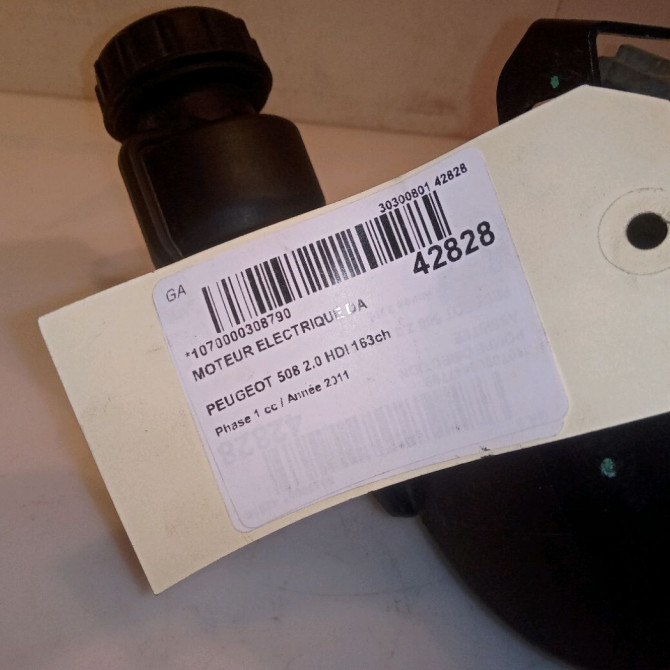 GA
30300801 42828
42828
*1070000308790
MOTEUR ELECTRIQUE DA
PEUGEOT 508 2.0 HDI 163ch
Phase 1 cc / Année 2011
42828